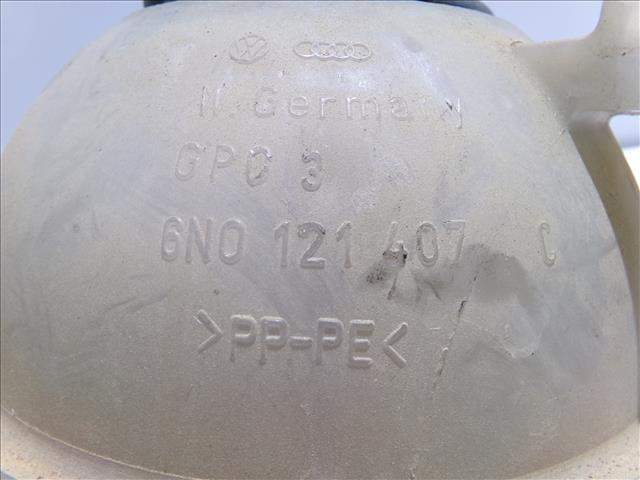 W. Germany
GPC 3
6N0 121 407 C
>PP-PE<